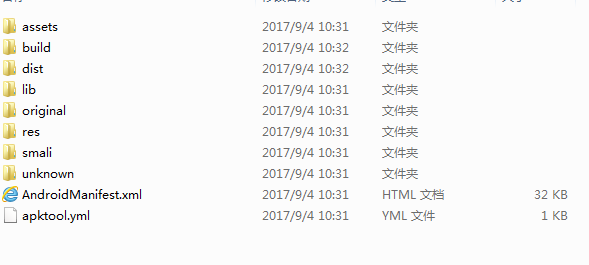 assets 2017/9/4 10:31 文件夹
build 2017/9/4 10:32 文件夹
dist 2017/9/4 10:32 文件夹
lib 2017/9/4 10:31 文件夹
original 2017/9/4 10:31 文件夹
res 2017/9/4 10:31 文件夹
smali 2017/9/4 10:31 文件夹
unknown 2017/9/4 10:31 文件夹
AndroidManifest.xml 2017/9/4 10:31 HTML 文档 32 KB
apktool.yml 2017/9/4 10:31 YML 文件 1 KB